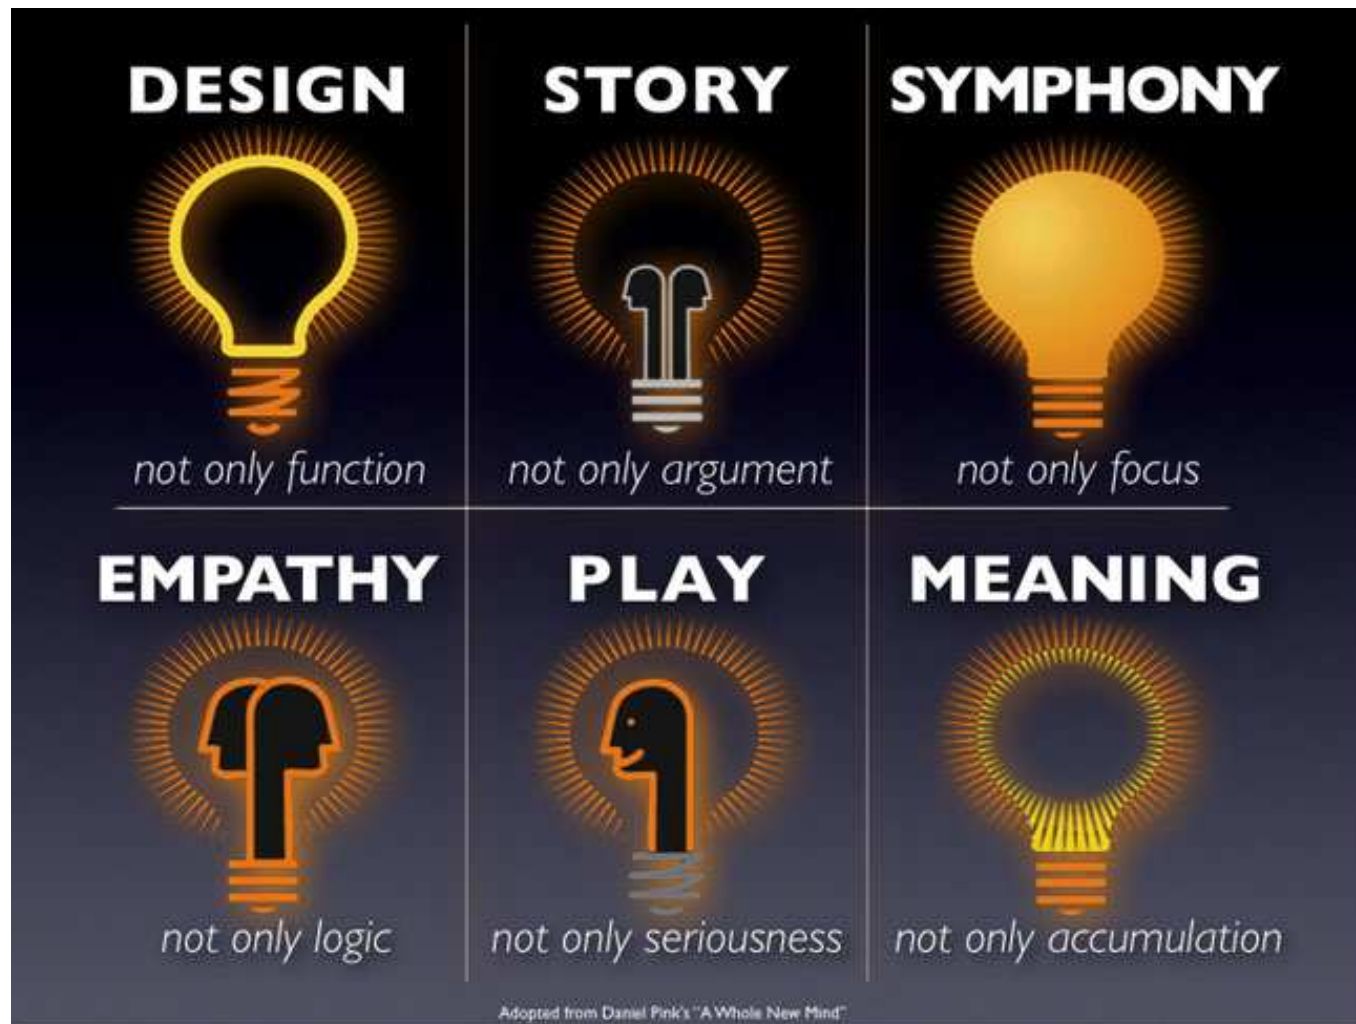 DESIGN
STORY
SYMPHONY
not only function
not only argument
not only focus
EMPATHY
PLAY
MEANING
not only logic
not only seriousness
not only accumulation
Adopted from Daniel Pink's "A Whole New Mind"